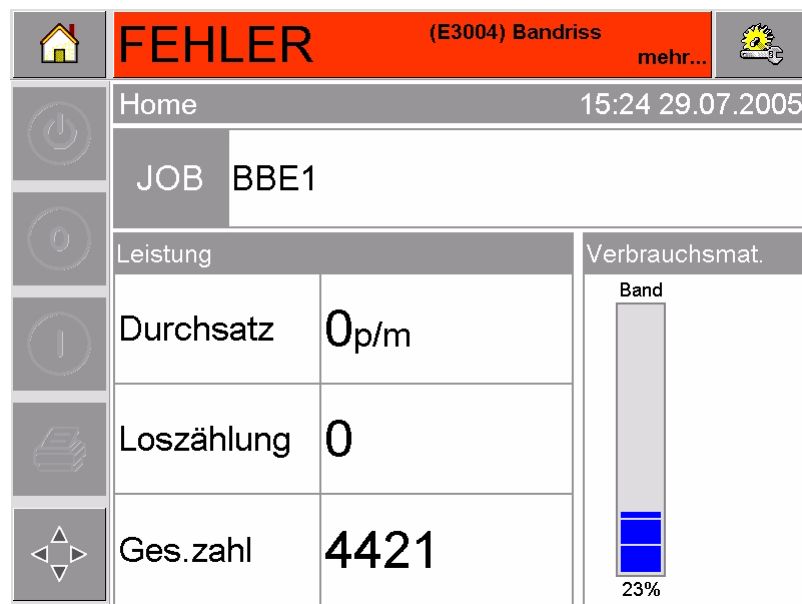 FEHLER
(E3004) Bandriss
mehr...
Home
15:24 29.07.2005
JOB
BBE1
Leistung
Verbrauchsmat.
Band
Durchsatz
0p/m
Loszählung
0
Ges.zahl
4421
23%